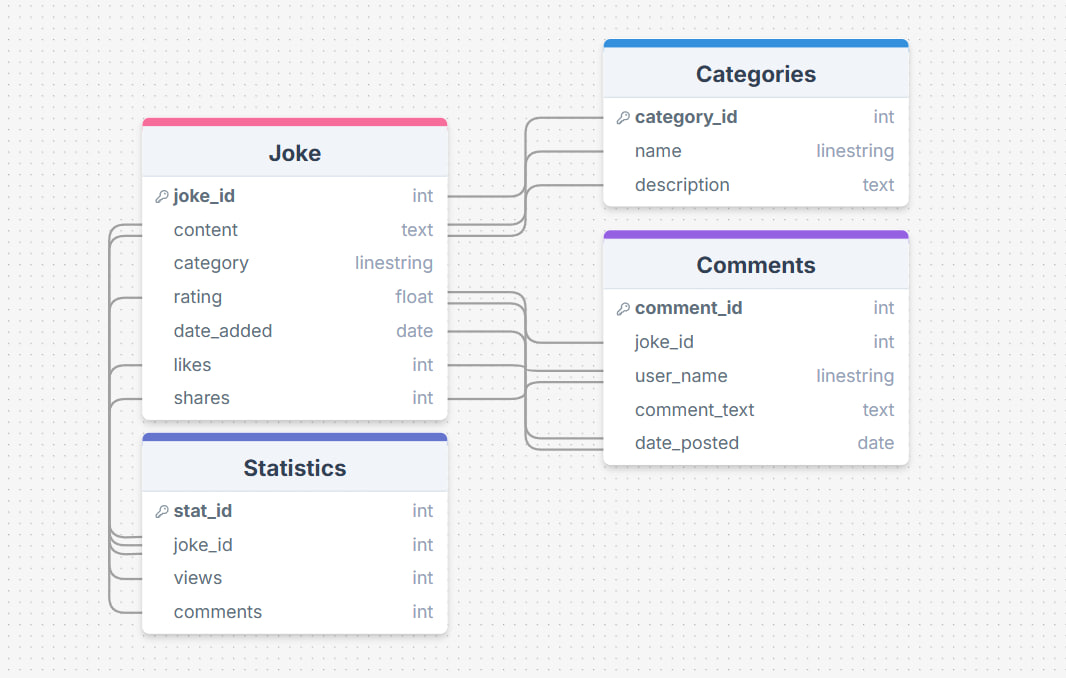 Joke
joke_id int
content text
category linestring
rating float
date_added date
likes int
shares int
Statistics
stat_id int
joke_id int
views int
comments int
Categories
category_id int
name linestring
description text
Comments
comment_id int
joke_id int
user_name linestring
comment_text text
date_posted date